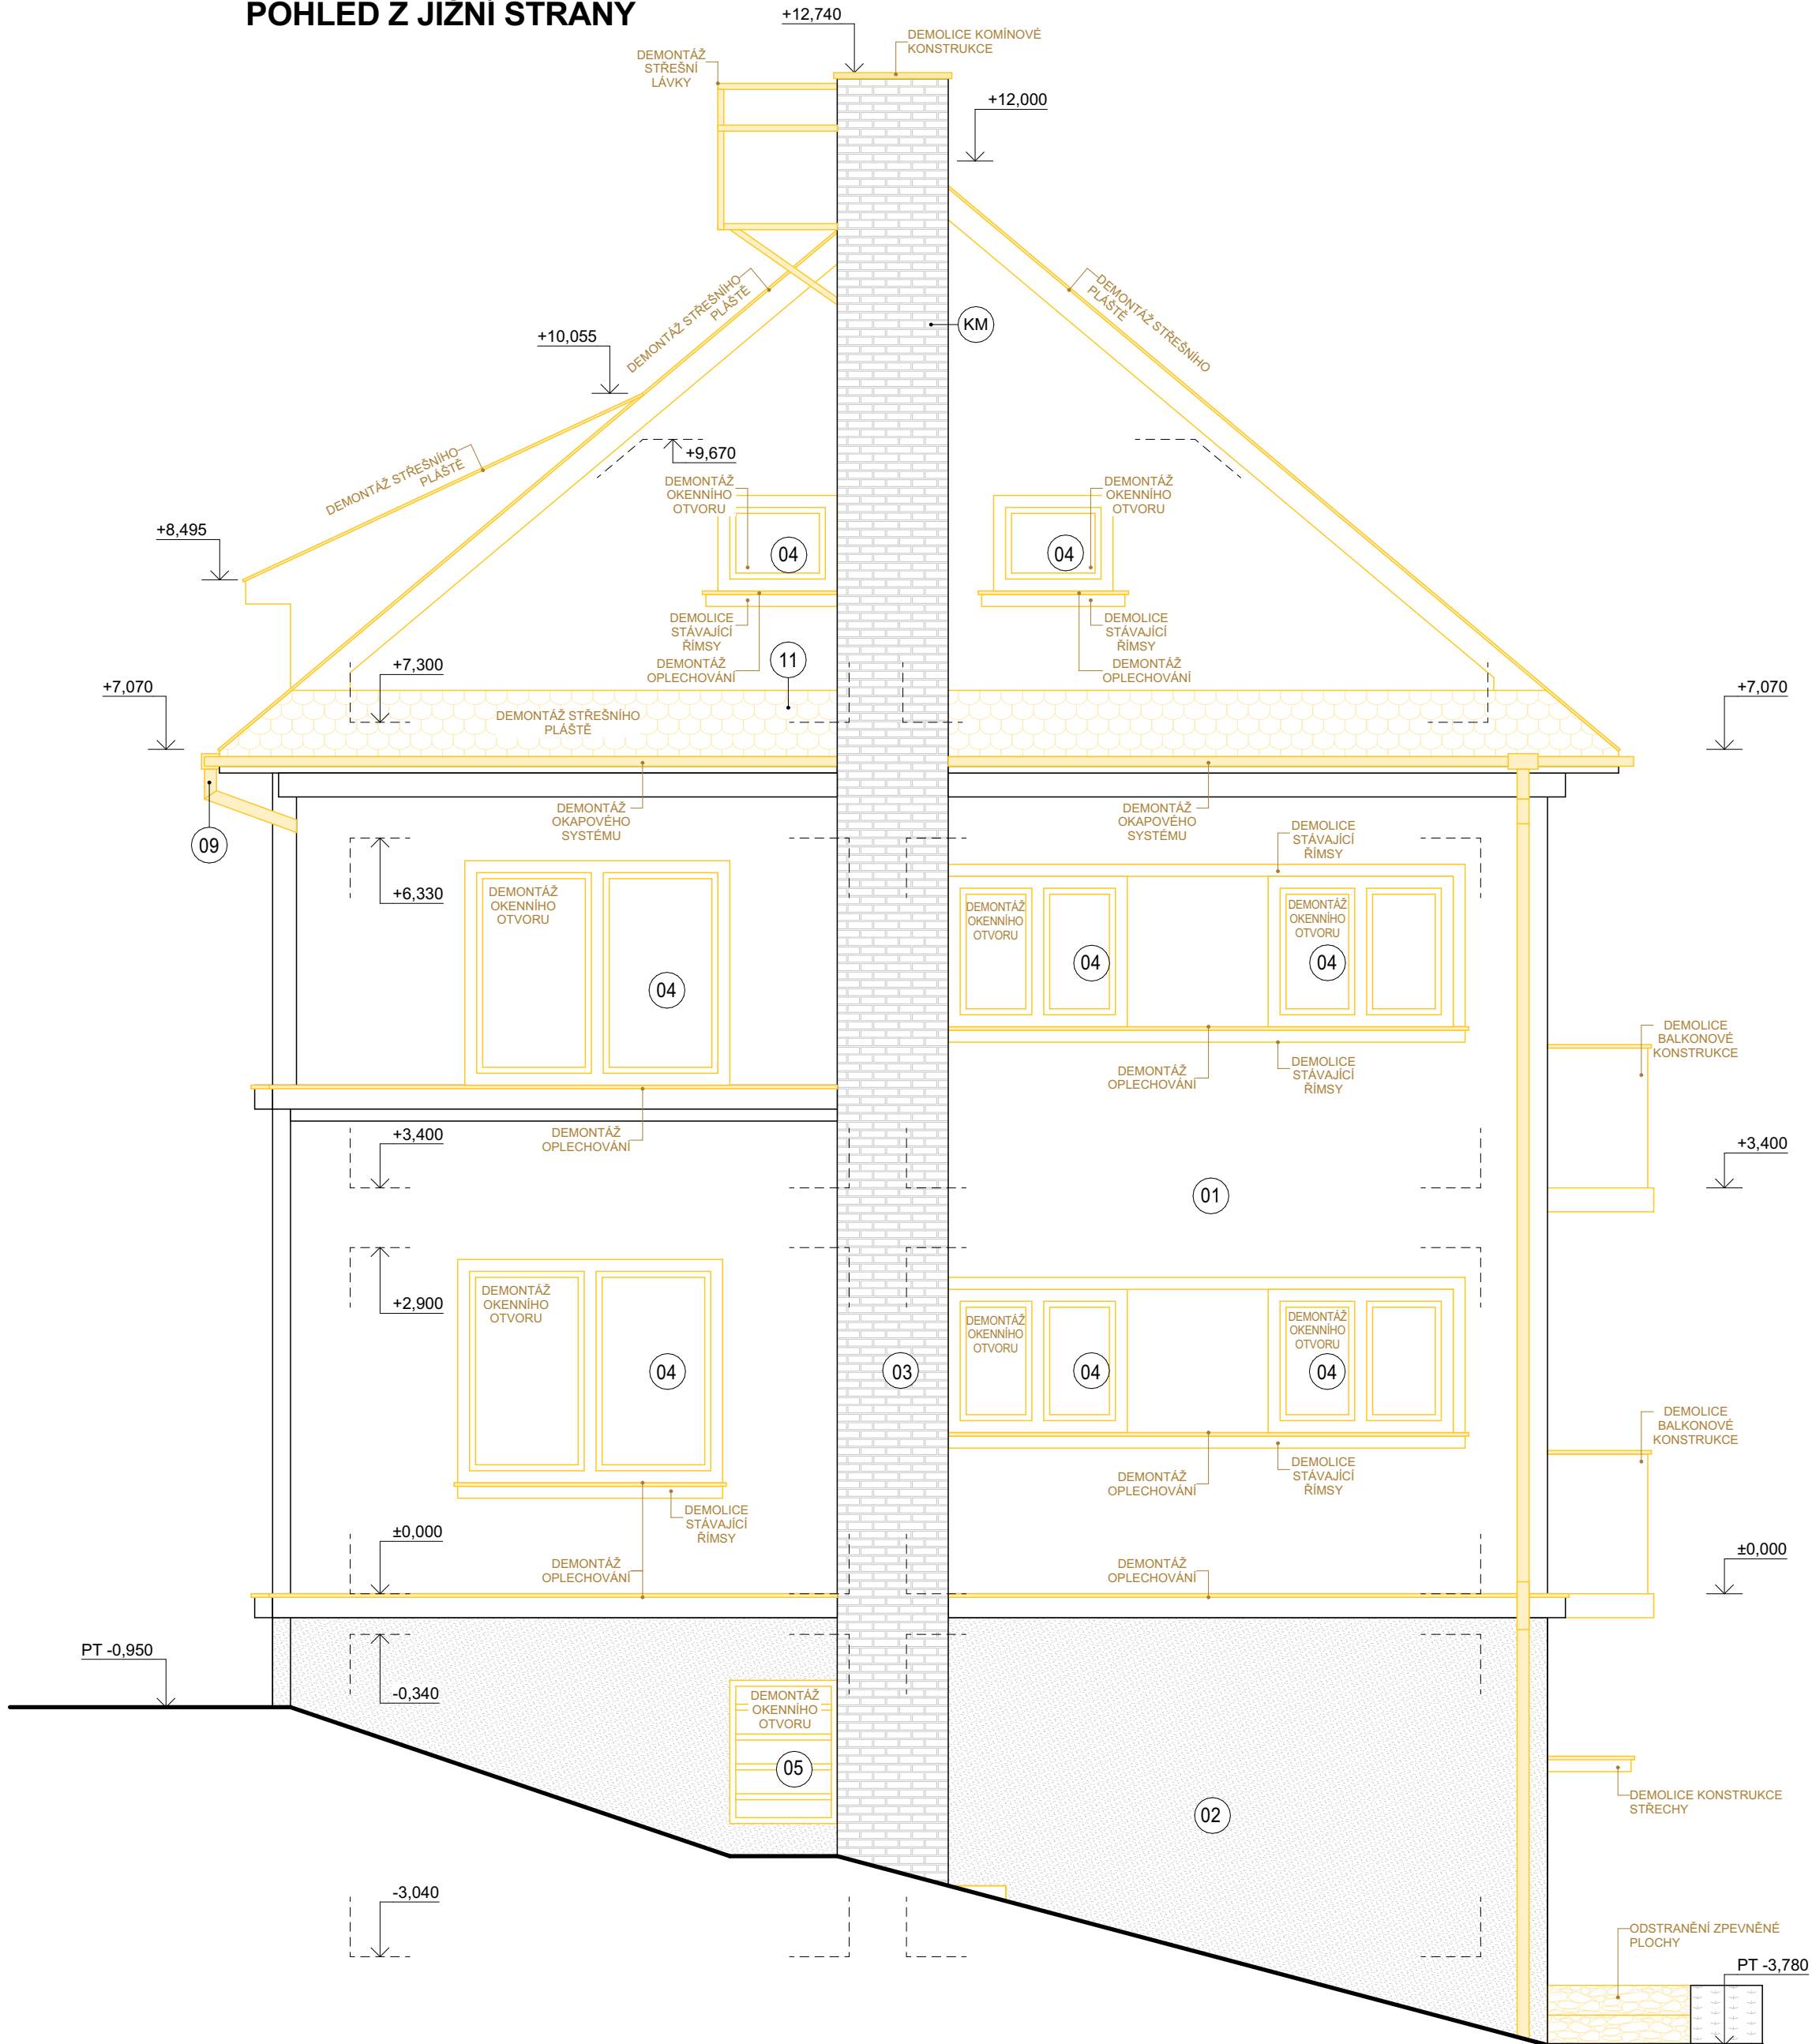 POHLED Z JIŽNÍ STRANY
+12,740
DEMOLICE KOMÍNOVÉ
KONSTRUKCE
DEMONTÁŽ
STŘEŠNÍ
LÁVKY
+12,000
DEMONTÁŽ STŘEŠNÍHO
PLÁŠTĚ
DEMONTÁŽ STŘEŠNÍHO
PLÁŠTĚ
KM
+10,055
DEMONTÁŽ STŘEŠNÍHO
PLÁŠTĚ
+9,670
DEMONTÁŽ
OKENNÍHO
OTVORU
DEMONTÁŽ
OKENNÍHO
OTVORU
+8,495
04
04
DEMOLICE
STÁVAJÍCÍ
ŘÍMSY
DEMOLICE
STÁVAJÍCÍ
ŘÍMSY
DEMONTÁŽ
OPLECHOVÁNÍ
11
DEMONTÁŽ
OPLECHOVÁNÍ
+7,300
+7,070
+7,070
DEMONTÁŽ STŘEŠNÍHO
PLÁŠTĚ
DEMONTÁŽ
OKAPOVÉHO
SYSTÉMU
DEMONTÁŽ
OKAPOVÉHO
SYSTÉMU
09
DEMOLICE
STÁVAJÍCÍ
ŘÍMSY
+6,330
DEMONTÁŽ
OKENNÍHO
OTVORU
DEMONTÁŽ
OKENNÍHO
OTVORU
DEMONTÁŽ
OKENNÍHO
OTVORU
04
04
04
DEMOLICE
BALKONOVÉ
KONSTRUKCE
DEMONTÁŽ
OPLECHOVÁNÍ
DEMOLICE
STÁVAJÍCÍ
ŘÍMSY
+3,400
DEMONTÁŽ
OPLECHOVÁNÍ
+3,400
01
+2,900
DEMONTÁŽ
OKENNÍHO
OTVORU
DEMONTÁŽ
OKENNÍHO
OTVORU
DEMONTÁŽ
OKENNÍHO
OTVORU
04
03
04
04
DEMOLICE
BALKONOVÉ
KONSTRUKCE
DEMONTÁŽ
OPLECHOVÁNÍ
DEMOLICE
STÁVAJÍCÍ
ŘÍMSY
DEMOLICE
STÁVAJÍCÍ
ŘÍMSY
±0,000
±0,000
DEMONTÁŽ
OPLECHOVÁNÍ
DEMONTÁŽ
OPLECHOVÁNÍ
PT -0,950
-0,340
DEMONTÁŽ
OKENNÍHO
OTVORU
05
DEMOLICE KONSTRUKCE
STŘECHY
02
-3,040
ODSTRANĚNÍ ZPEVNĚNÉ
PLOCHY
PT -3,780